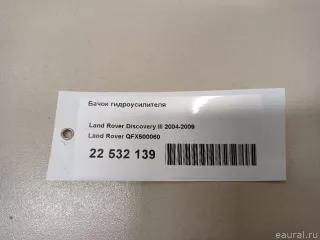 Бачок гидроусилителя
Land Rover Discovery III 2004-2009
Land Rover QFX500060
22 532 139
eaural.ru